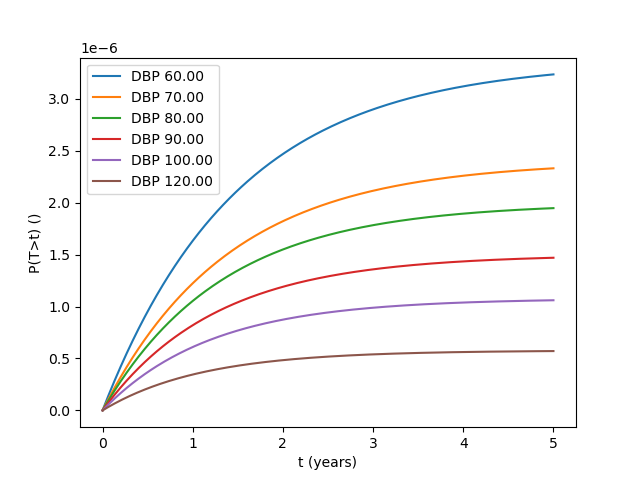 1e−6
DBP 60.00
DBP 70.00
DBP 80.00
DBP 90.00
DBP 100.00
DBP 120.00
3.0
2.5
2.0
1.5
1.0
0.5
0.0
P(T>t) ()
0 1 2 3 4 5
t (years)